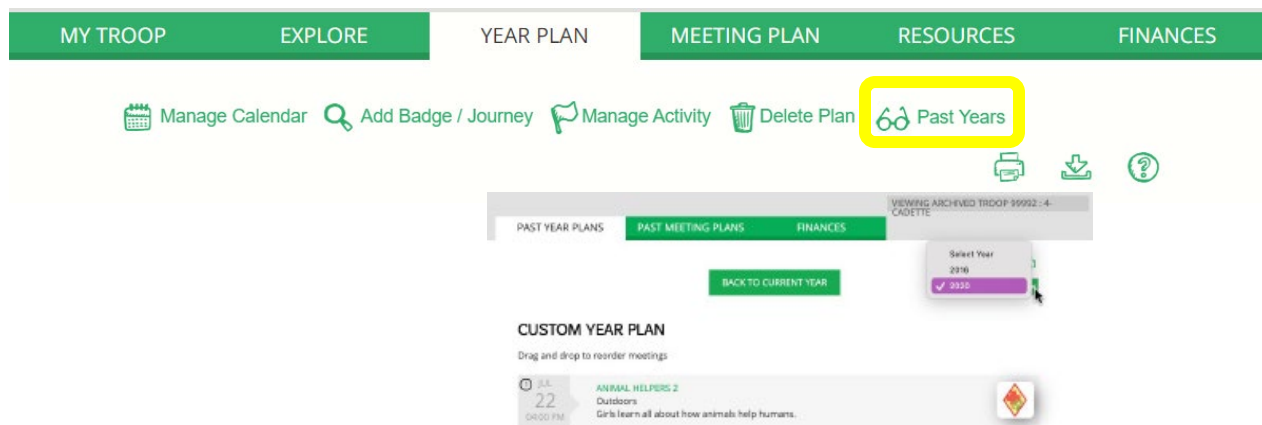 MY TROOP EXPLORE YEAR PLAN MEETING PLAN RESOURCES FINANCES
Manage Calendar Add Badge / Journey Manage Activity Delete Plan Past Years
VIEWING ARCHIVED TROOP 99992 : 4-
CADETTE
PAST YEAR PLANS PAST MEETING PLANS FINANCES
Select Year
2016
BACK TO CURRENT YEAR
2020
CUSTOM YEAR PLAN
Drag and drop to reorder meetings
JUL
22
04:00 PM
ANIMAL HELPERS 2
Outdoors
Girls learn all about how animals help humans.